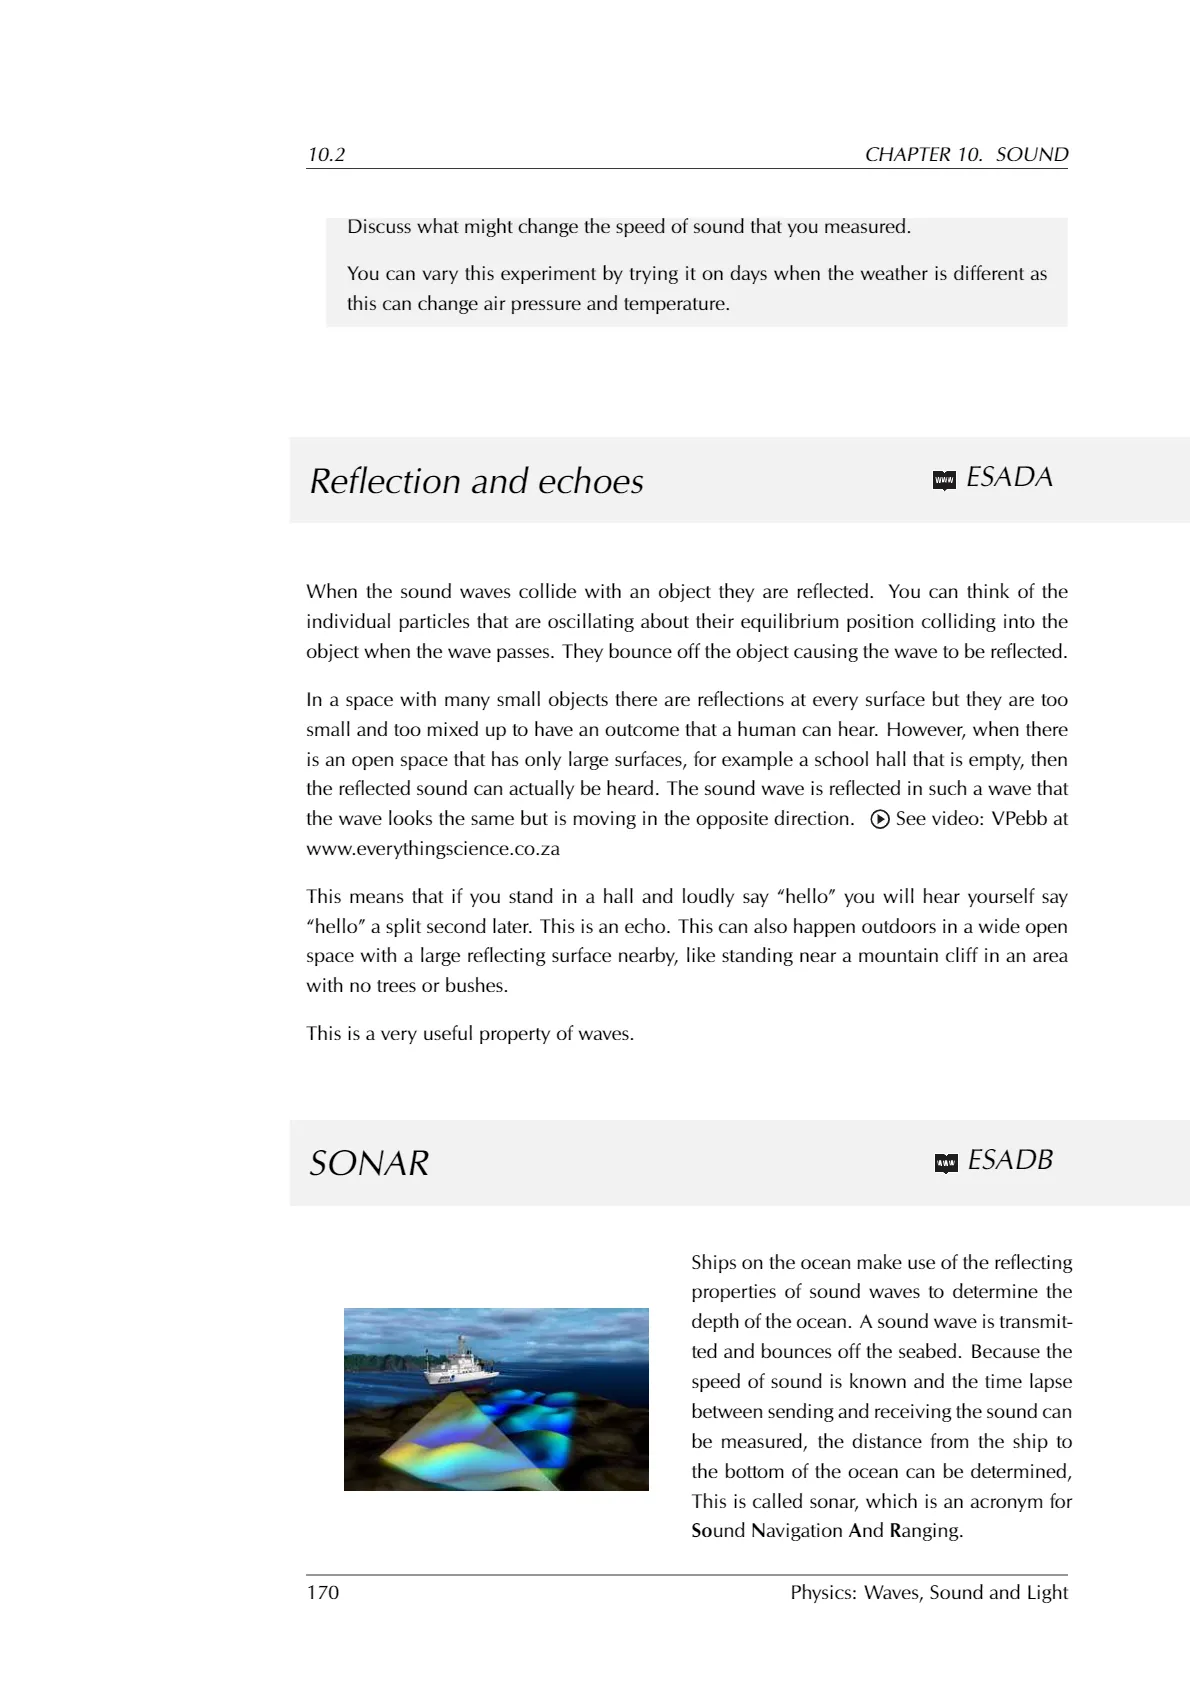 10.2 CHAPTER 10. SOUND
Discuss what might change the speed of sound that you measured.
You can vary this experiment by trying it on days when the weather is different as
this can change air pressure and temperature.
Reflection and echoes WWW ESADA
When the sound waves collide with an object they are reflected. You can think of the
individual particles that are oscillating about their equilibrium position colliding into the
object when the wave passes. They bounce off the object causing the wave to be reflected.
In a space with many small objects there are reflections at every surface but they are too
small and too mixed up to have an outcome that a human can hear. However, when there
is an open space that has only large surfaces, for example a school hall that is empty, then
the reflected sound can actually be heard. The sound wave is reflected in such a wave that
the wave looks the same but is moving in the opposite direction. See video: VPebb at
www.everythingscience.co.za
This means that if you stand in a hall and loudly say “hello” you will hear yourself say
“hello” a split second later. This is an echo. This can also happen outdoors in a wide open
space with a large reflecting surface nearby, like standing near a mountain cliff in an area
with no trees or bushes.
This is a very useful property of waves.
SONAR WWW ESADB
Ships on the ocean make use of the reflecting
properties of sound waves to determine the
depth of the ocean. A sound wave is transmit-
ted and bounces off the seabed. Because the
speed of sound is known and the time lapse
between sending and receiving the sound can
be measured, the distance from the ship to
the bottom of the ocean can be determined,
This is called sonar, which is an acronym for
Sound Navigation And Ranging.
170 Physics: Waves, Sound and Light